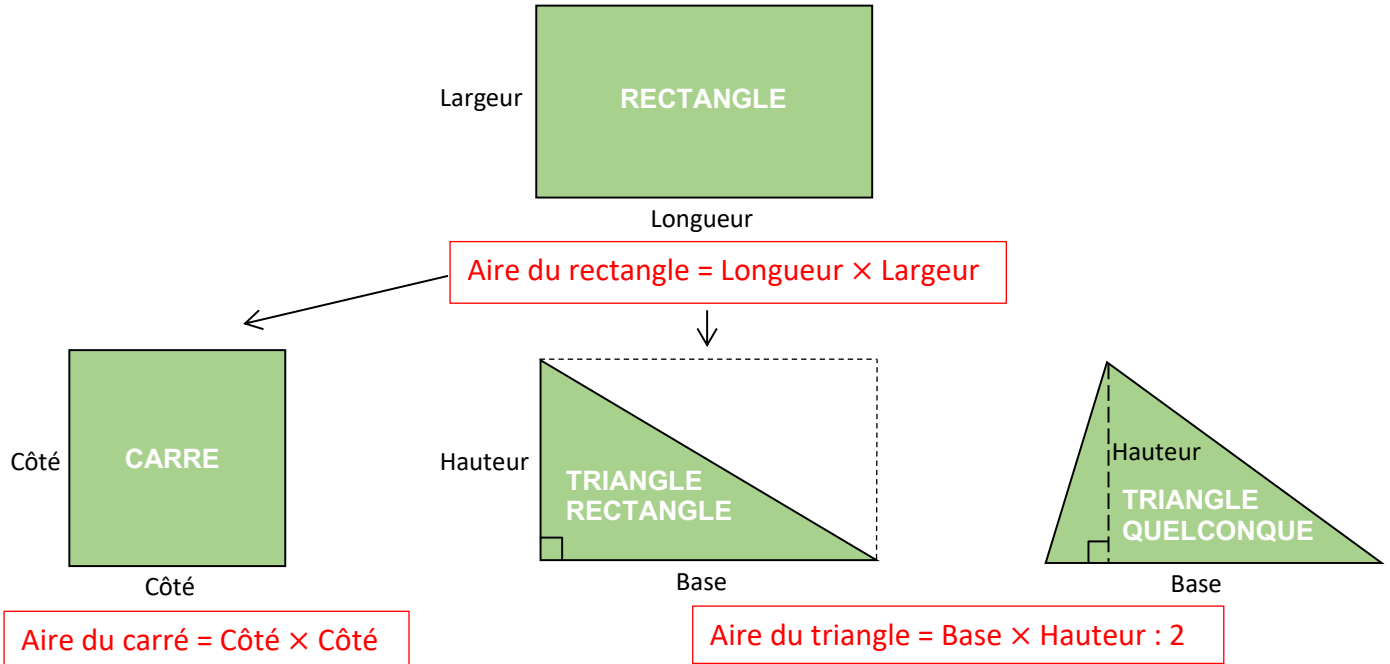 Largeur
RECTANGLE
Longueur
Aire du rectangle = Longueur × Largeur
Côté
CARRE
Côté
Aire du carré = Côté × Côté
Hauteur
TRIANGLE
RECTANGLE
Base
Hauteur
TRIANGLE
QUELCONQUE
Base
Aire du triangle = Base × Hauteur : 2